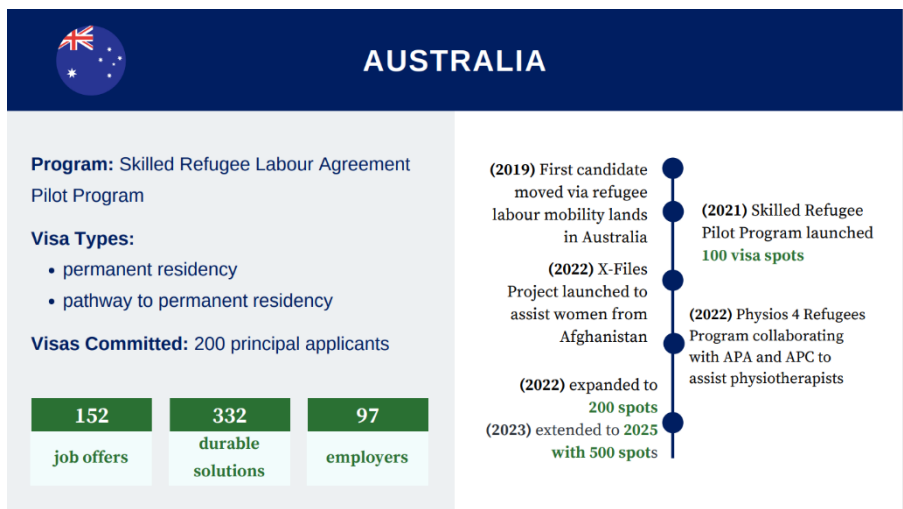 AUSTRALIA
Program: Skilled Refugee Labour Agreement
Pilot Program
Visa Types:
• permanent residency
• pathway to permanent residency
Visas Committed: 200 principal applicants
152
job offers
332
durable
solutions
97
employers
(2019) First candidate
moved via refugee
labour mobility lands
in Australia
(2021) Skilled Refugee
Pilot Program launched
100 visa spots
(2022) X-Files
Project launched to
assist women from
Afghanistan
(2022) Physios 4 Refugees
Program collaborating
with APA and APC to
assist physiotherapists
(2022) expanded to
200 spots
(2023) extended to 2025
with 500 spots